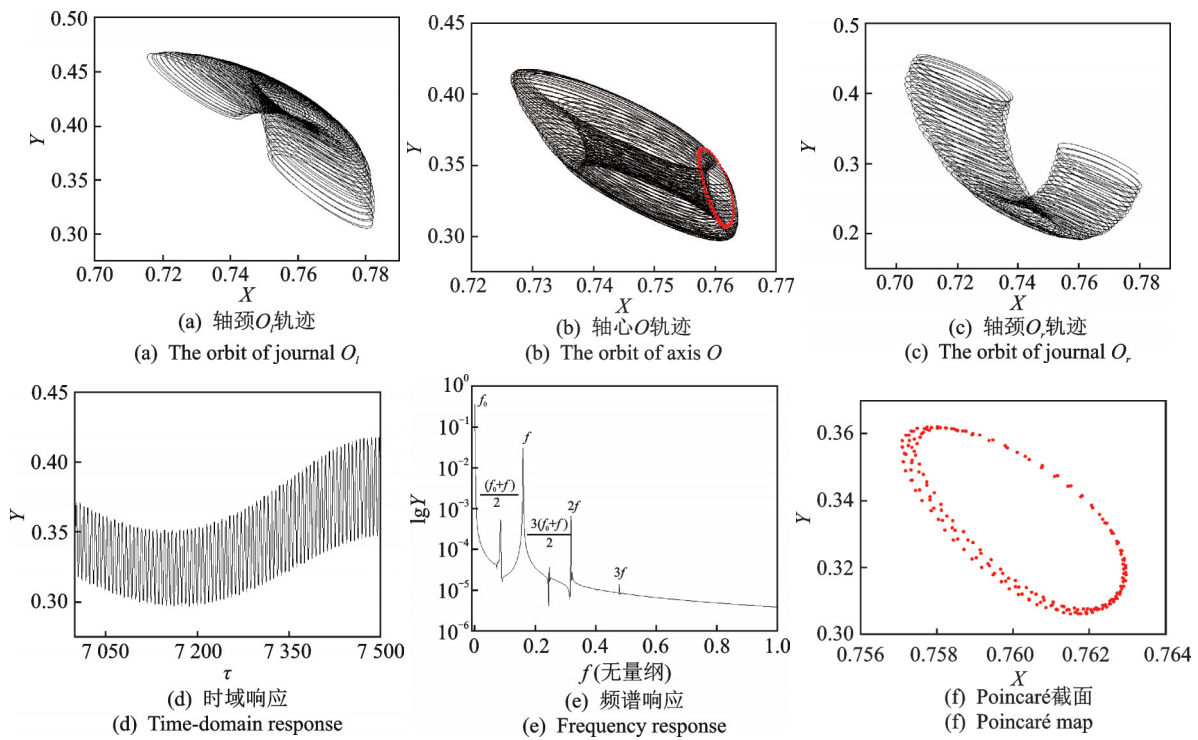 0.50
0.45
0.40
0.35
0.30
Y
0.70 0.72 0.74 0.76 0.78
X
(a) 轴颈Oₗ轨迹
(a) The orbit of journal Oₗ
0.45
0.40
0.35
0.30
Y
0.72 0.73 0.74 0.75 0.76 0.77
X
(b) 轴心O轨迹
(b) The orbit of axis O
0.5
0.4
0.3
0.2
Y
0.70 0.72 0.74 0.76 0.78
X
(c) 轴颈Oᵣ轨迹
(c) The orbit of journal Oᵣ
0.45
0.40
0.35
0.30
Y
7 050 7 200 7 350 7 500
τ
(d) 时域响应
(d) Time-domain response
10⁰
10⁻¹
10⁻²
10⁻³
10⁻⁴
10⁻⁵
10⁻⁶
lgY
f₀
f
(f₀+f)/2
3(f₀+f)/2
2f
3f
0 0.2 0.4 0.6 0.8 1.0
f (无量纲)
(e) 频谱响应
(e) Frequency response
0.36
0.34
0.32
0.30
Y
0.756 0.758 0.760 0.762 0.764
X
(f) Poincaré截面
(f) Poincaré map